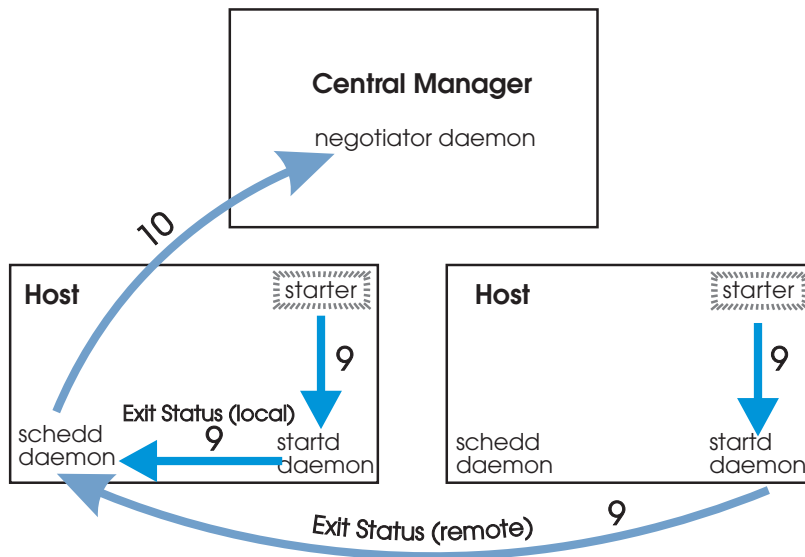 Central Manager
negotiator daemon
10
Host
starter
9
Exit Status (local)
9
schedd
daemon
startd
daemon
Host
starter
9
schedd
daemon
startd
daemon
Exit Status (remote)
9